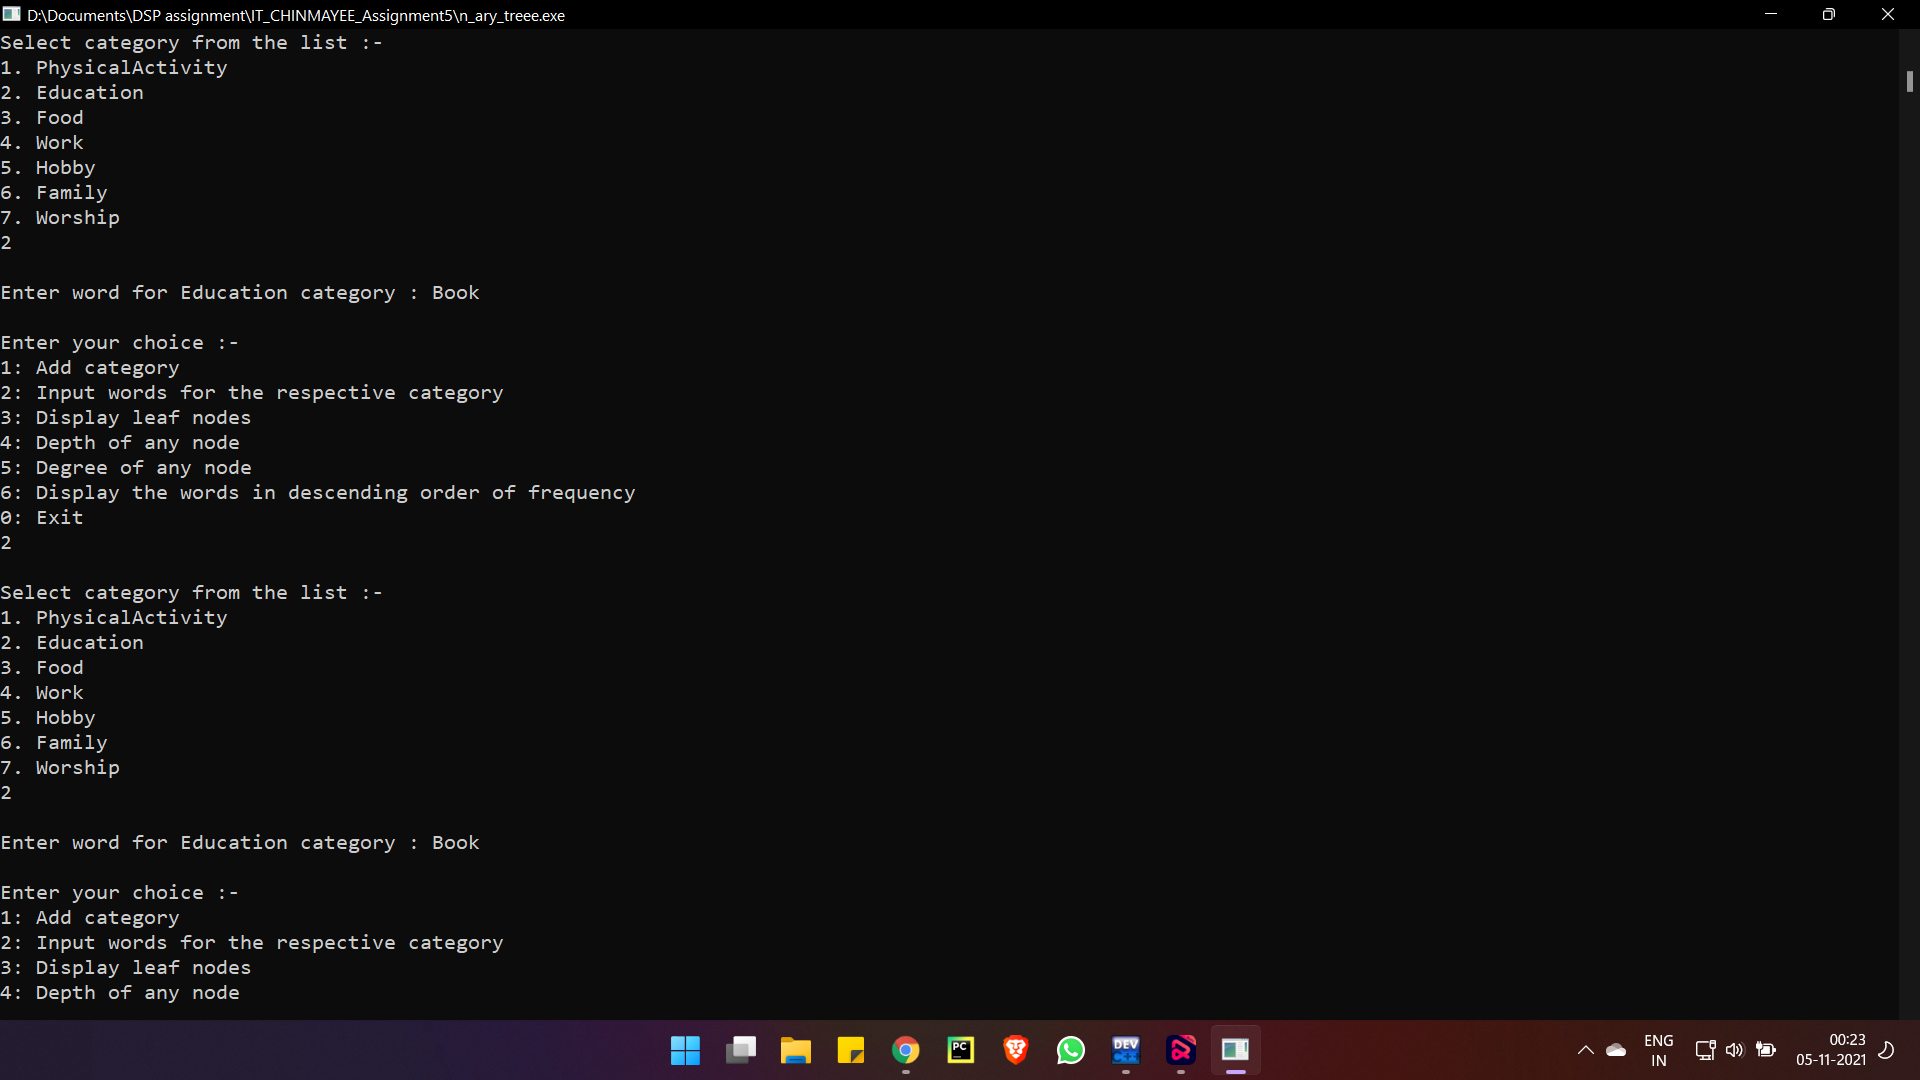 D:\Documents\DSP assignment\IT_CHINMAYEE_Assignment5\n_ary_treee.exe
Select category from the list :-
1. PhysicalActivity
2. Education
3. Food
4. Work
5. Hobby
6. Family
7. Worship
2
Enter word for Education category : Book
Enter your choice :-
1: Add category
2: Input words for the respective category
3: Display leaf nodes
4: Depth of any node
5: Degree of any node
6: Display the words in descending order of frequency
0: Exit
2
Select category from the list :-
1. PhysicalActivity
2. Education
3. Food
4. Work
5. Hobby
6. Family
7. Worship
2
Enter word for Education category : Book
Enter your choice :-
1: Add category
2: Input words for the respective category
3: Display leaf nodes
4: Depth of any node
PC
DEV
ENG
IN
00:23
05-11-2021